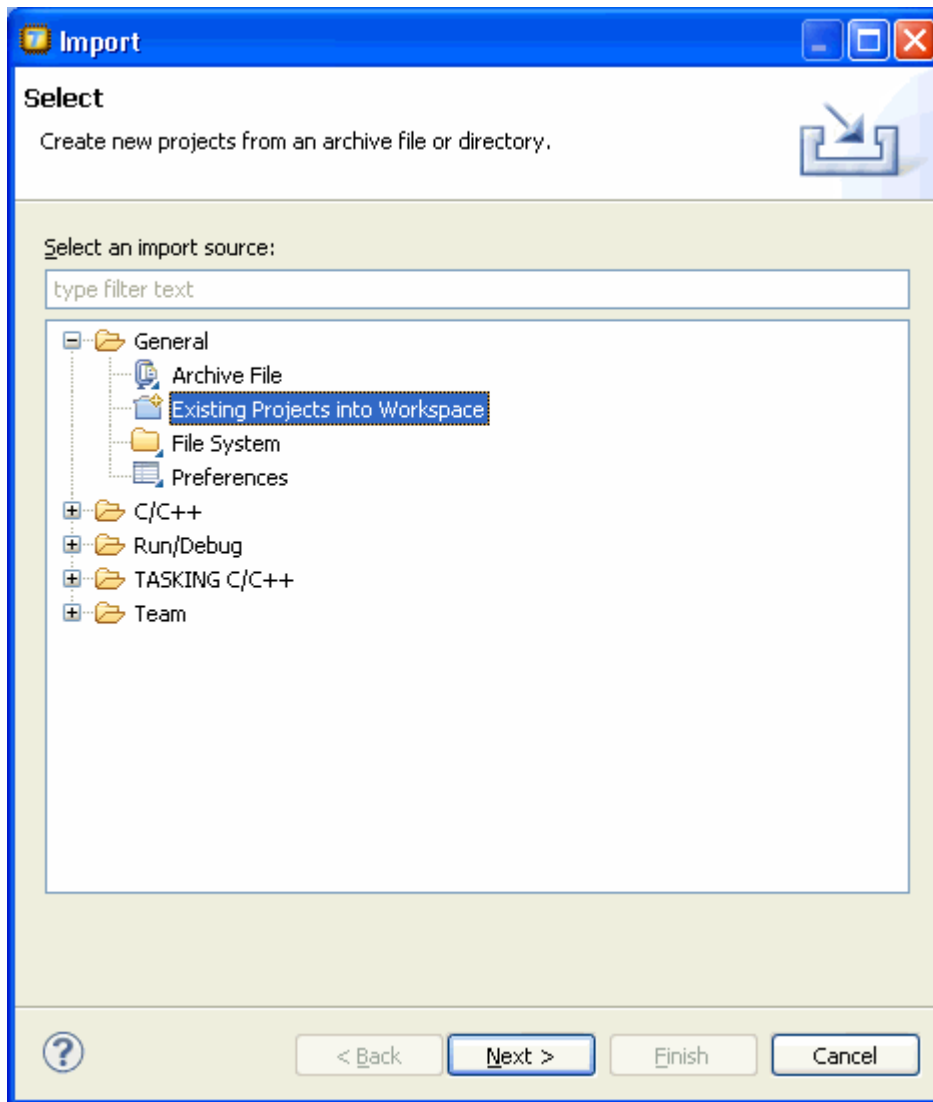 Import
Select
Create new projects from an archive file or directory.
Select an import source:
type filter text
General
Archive File
Existing Projects into Workspace
File System
Preferences
C/C++
Run/Debug
TASKING C/C++
Team
? < Back Next > Finish Cancel